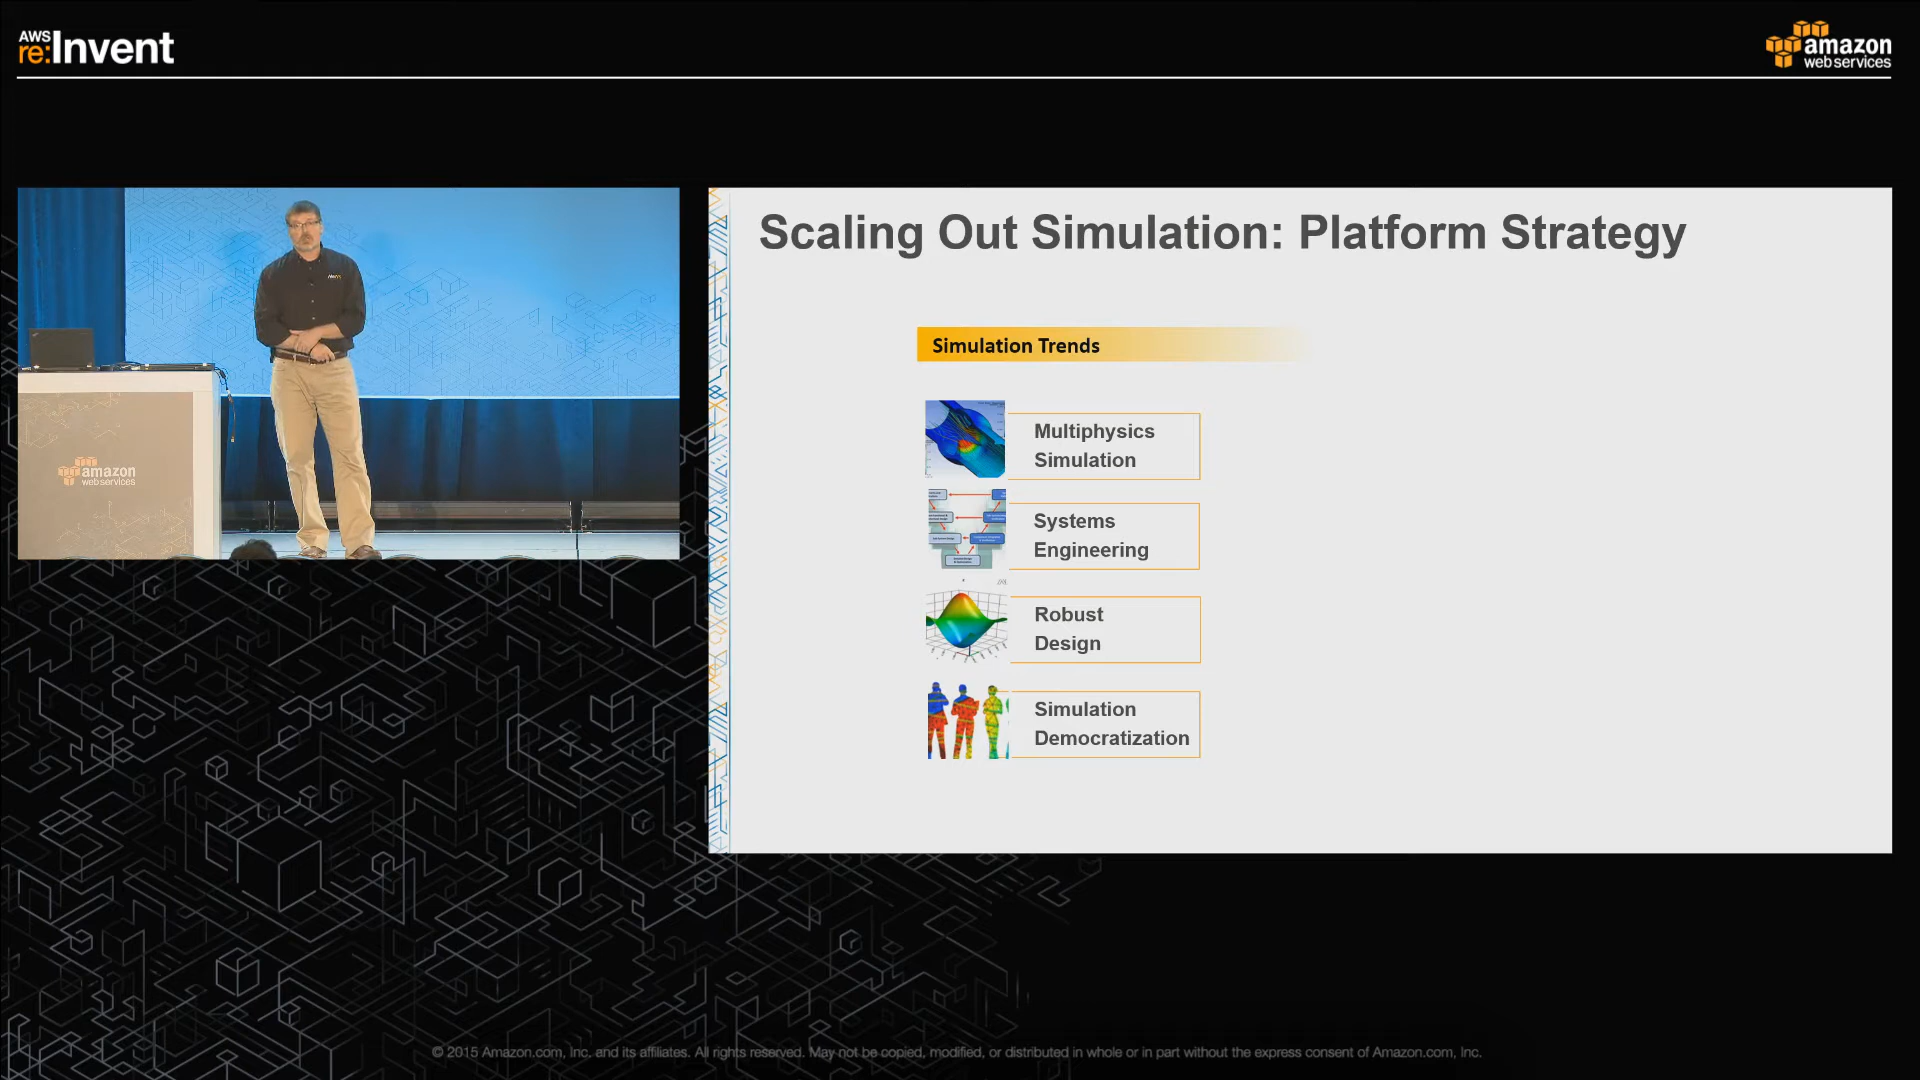 AWS
re:Invent
amazon
web services
Scaling Out Simulation: Platform Strategy
Simulation Trends
Multiphysics
Simulation
Systems
Engineering
Robust
Design
Simulation
Democratization
amazon
web services
© 2015 Amazon.com, Inc. and its affiliates. All rights reserved. May not be copied, modified, or distributed in whole or in part without the express consent of Amazon.com, Inc.